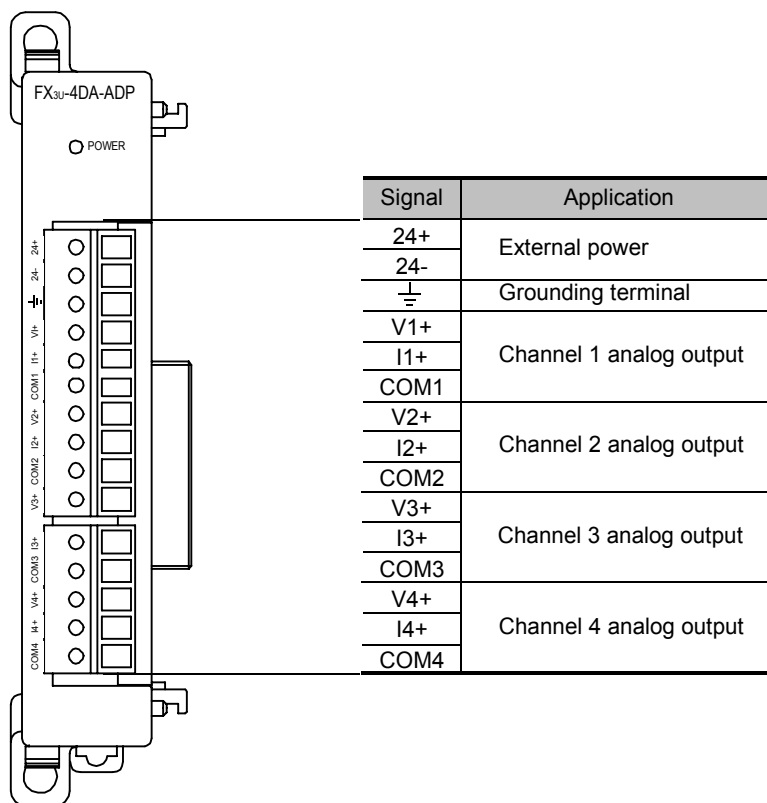 FX3U-4DA-ADP
POWER
24+
24-
V1+
I1+
COM1
V2+
I2+
COM2
V3+
I3+
COM3
V4+
I4+
COM4
Signal Application
24+
External power
24-
Grounding terminal
V1+
I1+ Channel 1 analog output
COM1
V2+
I2+ Channel 2 analog output
COM2
V3+
I3+ Channel 3 analog output
COM3
V4+
I4+ Channel 4 analog output
COM4